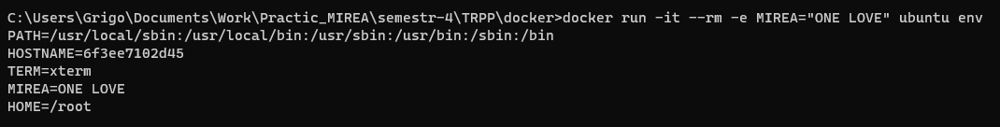 C:\Users\Grigo\Documents\Work\Practic_MIREA\semestr-4\TRPP\docker>docker run -it --rm -e MIREA="ONE LOVE" ubuntu env
PATH=/usr/local/sbin:/usr/local/bin:/usr/sbin:/usr/bin:/sbin:/bin
HOSTNAME=6f3ee7102d45
TERM=xterm
MIREA=ONE LOVE
HOME=/root